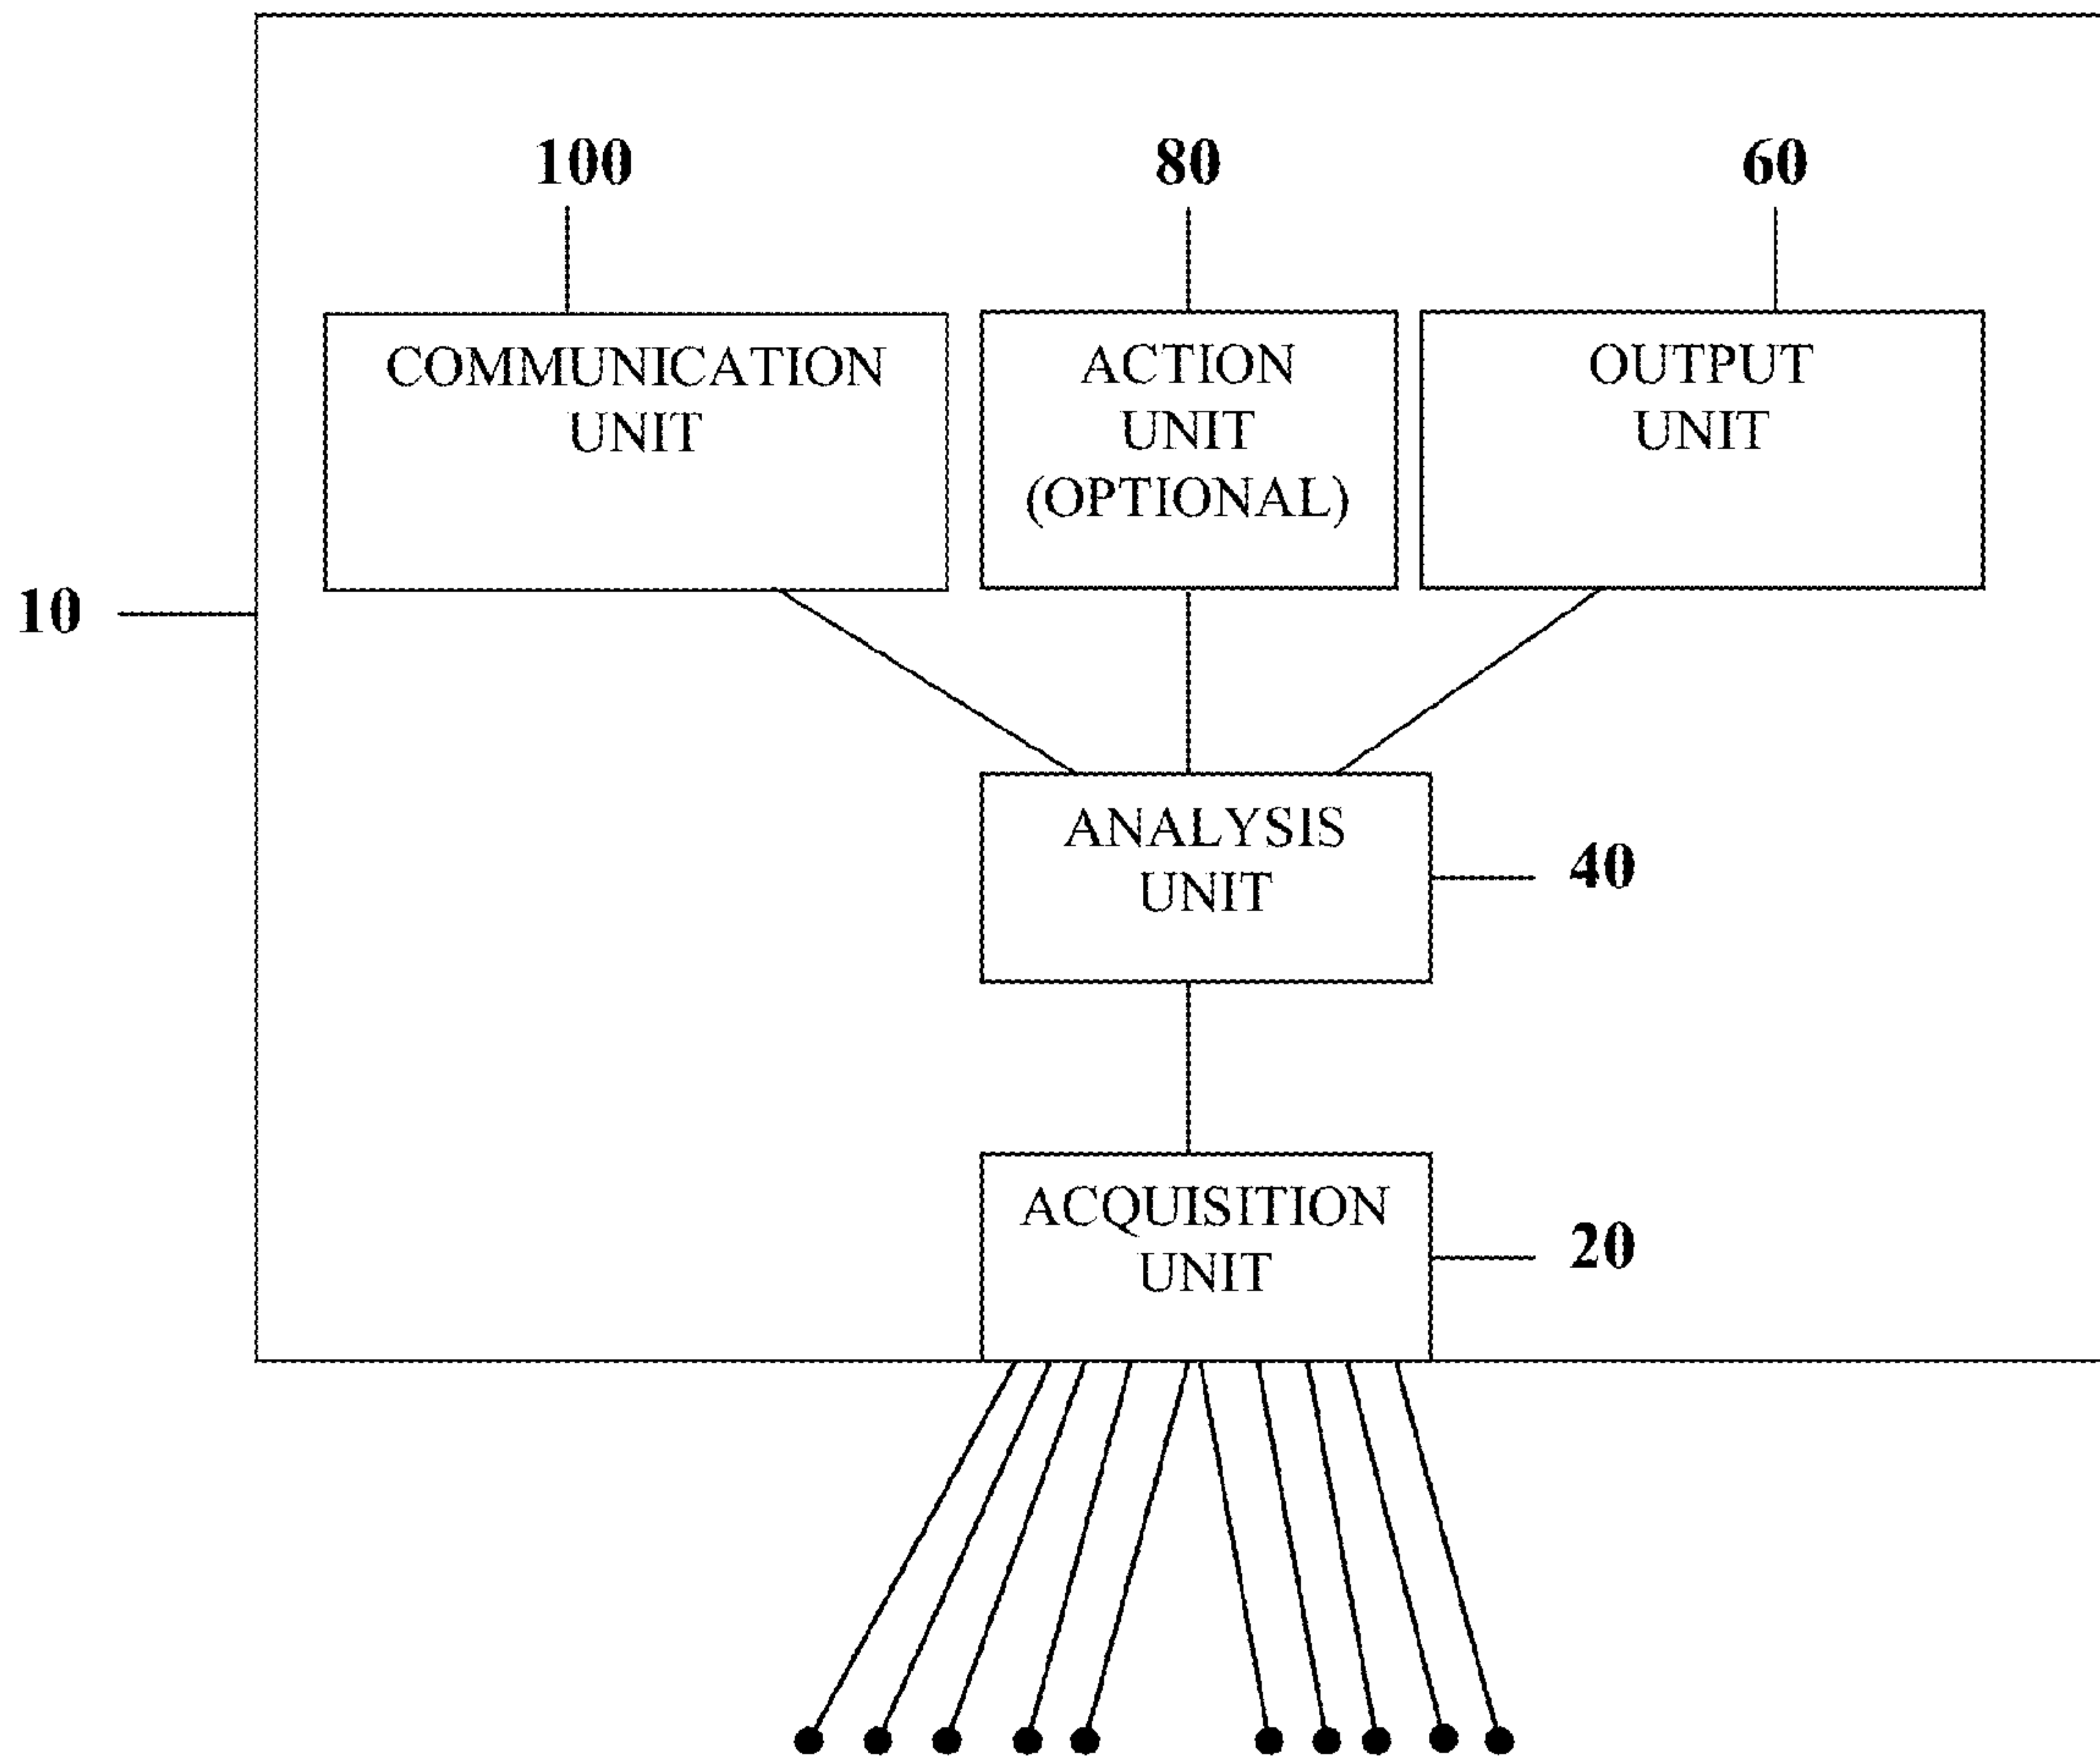 100
80
60
COMMUNICATION
UNIT
ACTION
UNIT
(OPTIONAL)
OUTPUT
UNIT
10
ANALYSIS
UNIT
40
ACQUISITION
UNIT
20